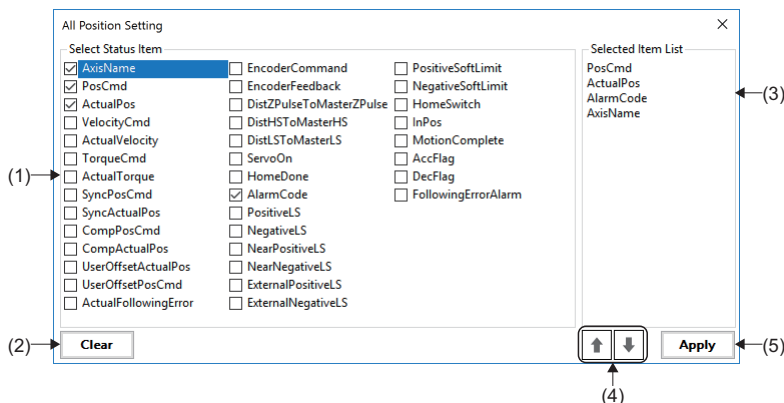 All Position Setting
Select Status Item
AxisName
PosCmd
ActualPos
VelocityCmd
ActualVelocity
TorqueCmd
ActualTorque
SyncPosCmd
SyncActualPos
CompPosCmd
CompActualPos
UserOffsetActualPos
UserOffsetPosCmd
ActualFollowingError
EncoderCommand
EncoderFeedback
DistZPulseToMasterZPulse
DistHSToMasterHS
DistLSToMasterLS
ServoOn
HomeDone
AlarmCode
PositiveLS
NegativeLS
NearPositiveLS
NearNegativeLS
ExternalPositiveLS
ExternalNegativeLS
PositiveSoftLimit
NegativeSoftLimit
HomeSwitch
InPos
MotionComplete
AccFlag
DecFlag
FollowingErrorAlarm
Selected Item List
PosCmd
ActualPos
AlarmCode
AxisName
(1)
(3)
(2)
Clear
Apply
(5)
(4)